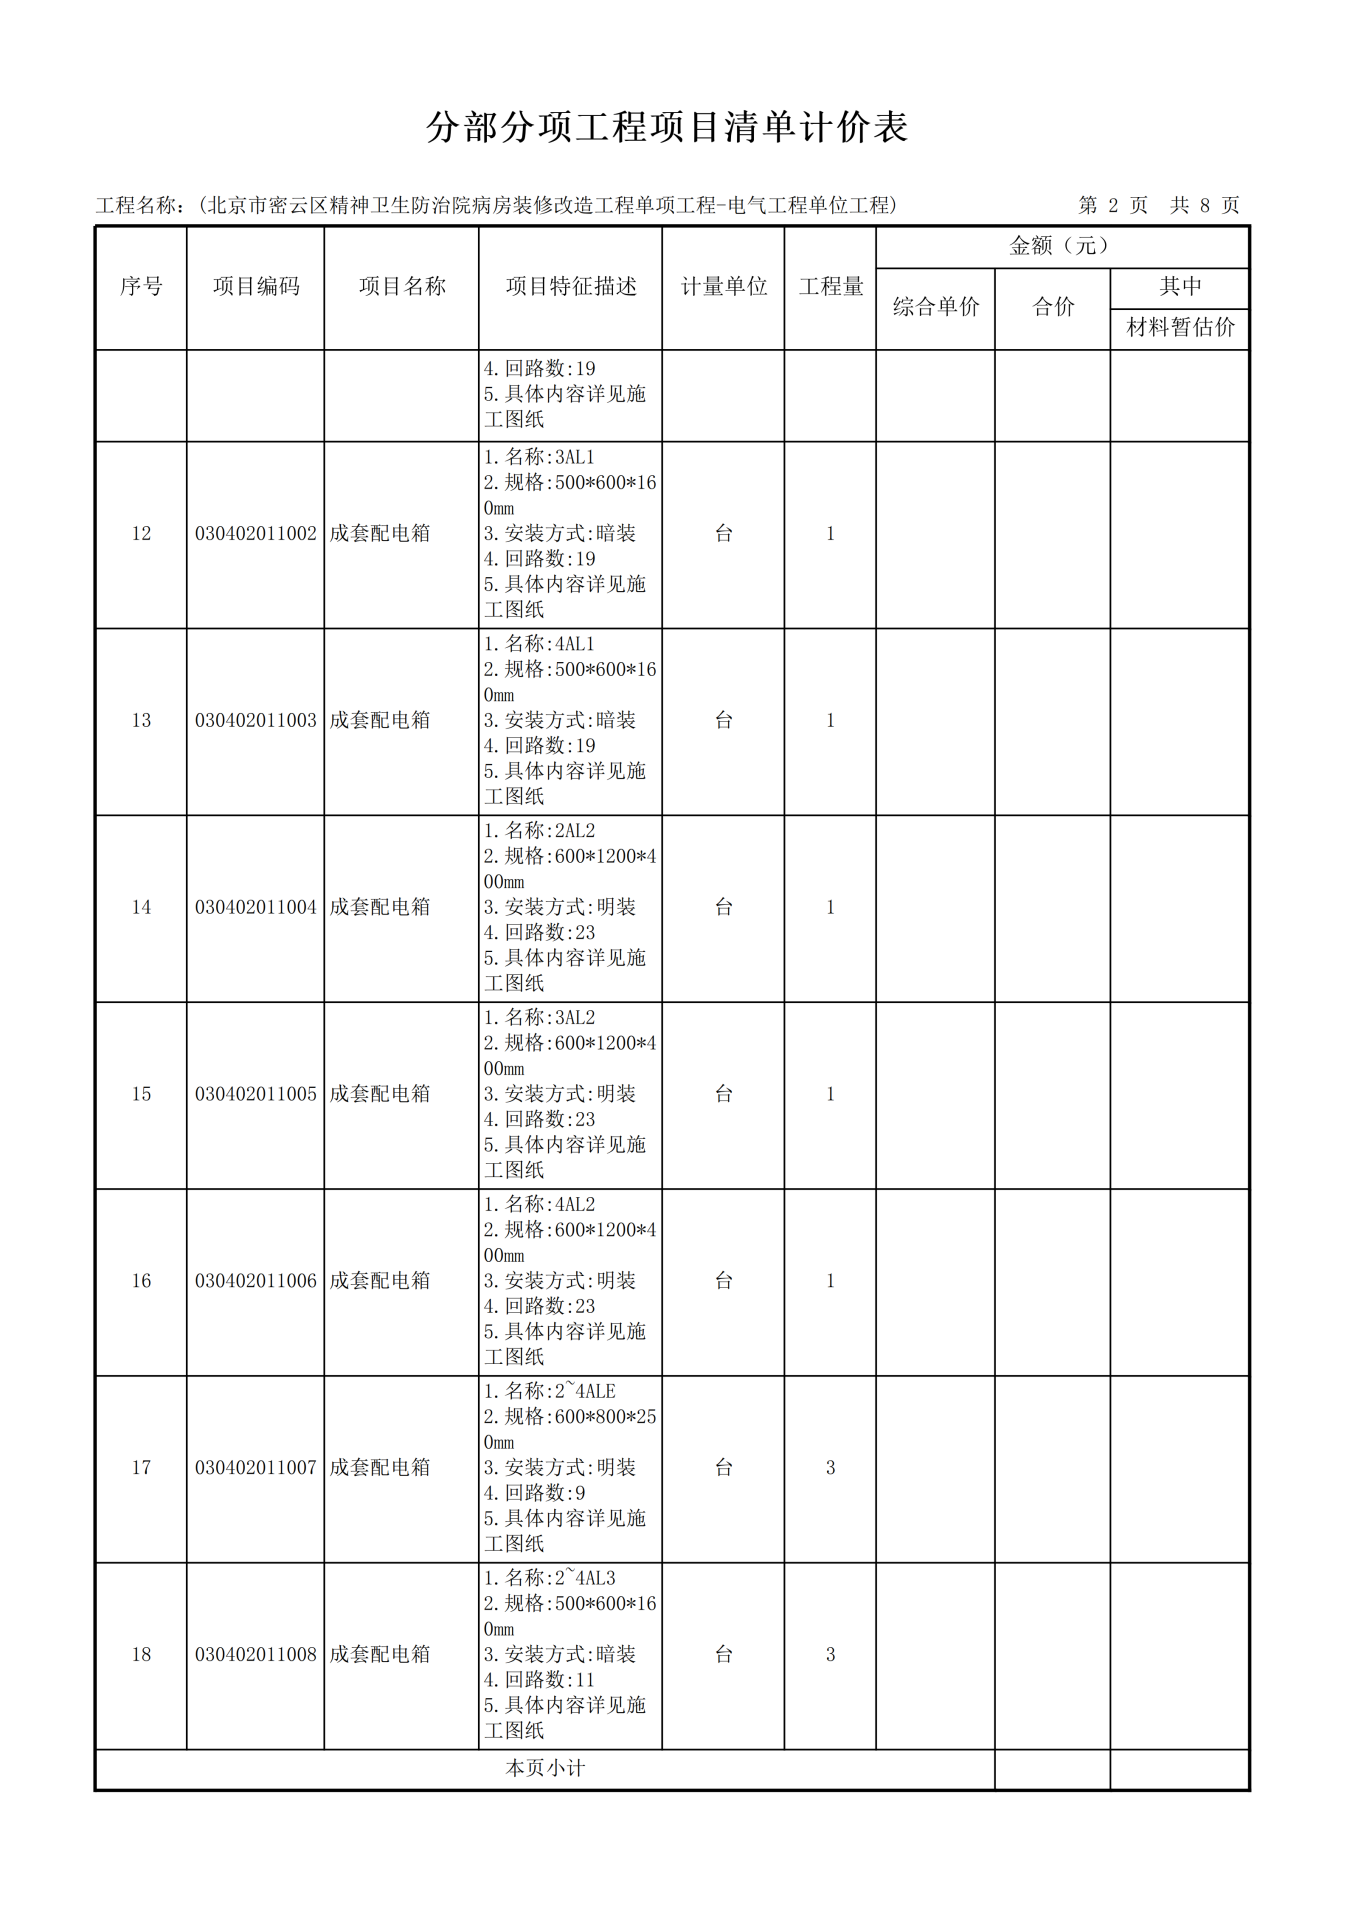 分部分项工程项目清单计价表
工程名称：(北京市密云区精神卫生防治院病房装修改造工程单项工程-电气工程单位工程)
第 2 页 共 8 页
序号
项目编码
项目名称
项目特征描述
计量单位
工程量
金额（元）
综合单价
合价
其中
材料暂估价
4.回路数:19
5.具体内容详见施
工图纸
12
030402011002
成套配电箱
1.名称:3AL1
2.规格:500*600*16
0mm
3.安装方式:暗装
4.回路数:19
5.具体内容详见施
工图纸
台
1
13
030402011003
成套配电箱
1.名称:4AL1
2.规格:500*600*16
0mm
3.安装方式:暗装
4.回路数:19
5.具体内容详见施
工图纸
台
1
14
030402011004
成套配电箱
1.名称:2AL2
2.规格:600*1200*4
00mm
3.安装方式:明装
4.回路数:23
5.具体内容详见施
工图纸
台
1
15
030402011005
成套配电箱
1.名称:3AL2
2.规格:600*1200*4
00mm
3.安装方式:明装
4.回路数:23
5.具体内容详见施
工图纸
台
1
16
030402011006
成套配电箱
1.名称:4AL2
2.规格:600*1200*4
00mm
3.安装方式:明装
4.回路数:23
5.具体内容详见施
工图纸
台
1
17
030402011007
成套配电箱
1.名称:2~4ALE
2.规格:600*800*25
0mm
3.安装方式:明装
4.回路数:9
5.具体内容详见施
工图纸
台
3
18
030402011008
成套配电箱
1.名称:2~4AL3
2.规格:500*600*16
0mm
3.安装方式:暗装
4.回路数:11
5.具体内容详见施
工图纸
台
3
本页小计